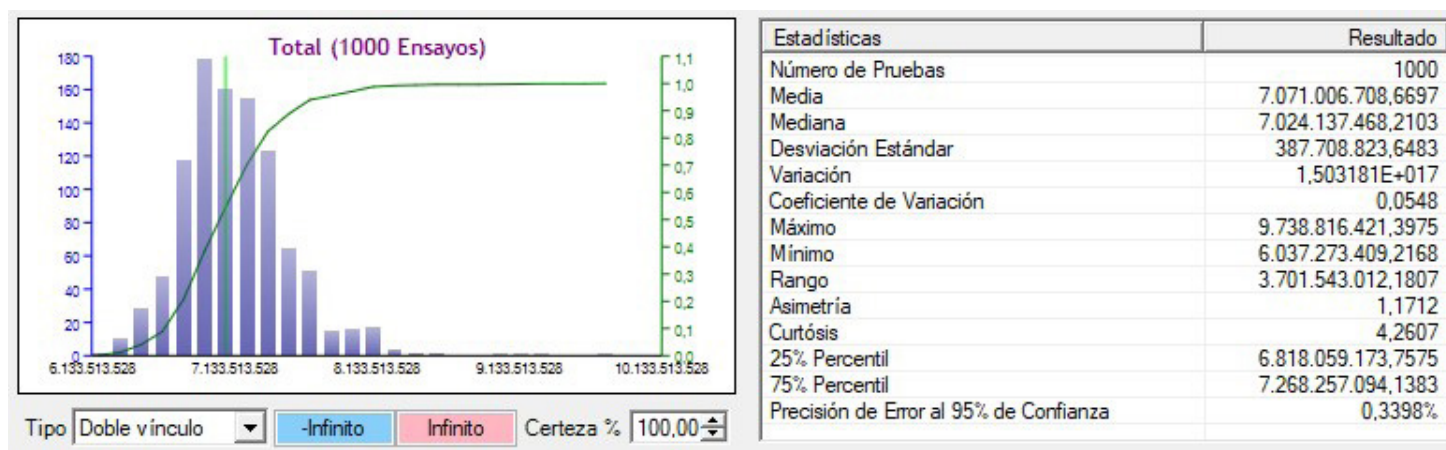 Total (1000 Ensayos)
180
160
140
120
100
80
60
40
20
0
1,1
1,0
0,9
0,8
0,7
0,6
0,5
0,4
0,3
0,2
0,1
0,0
6.133.513.528 7.133.513.528 8.133.513.528 9.133.513.528 10.133.513.528
Tipo Doble vínculo -Infinito Infinito Certeza % 100,00
Estadísticas Resultado
Número de Pruebas 1000
Media 7.071.006.708,6697
Mediana 7.024.137.468,2103
Desviación Estándar 387.708.823,6483
Variación 1,503181E+017
Coeficiente de Variación 0,0548
Máximo 9.738.816.421,3975
Mínimo 6.037.273.409,2168
Rango 3.701.543.012,1807
Asimetría 1,1712
Curtósis 4,2607
25% Percentil 6.818.059.173,7575
75% Percentil 7.268.257.094,1383
Precisión de Error al 95% de Confianza 0,3398%